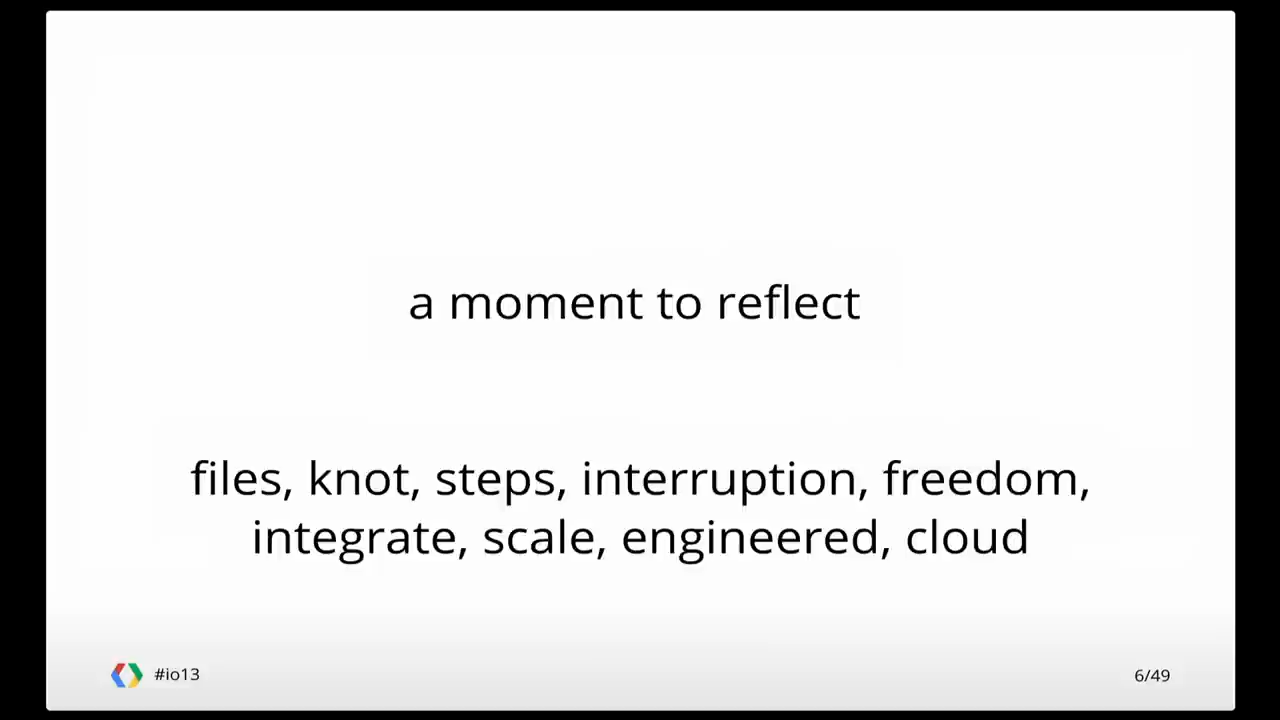 a moment to reflect
files, knot, steps, interruption, freedom,
integrate, scale, engineered, cloud
#io13
6/49